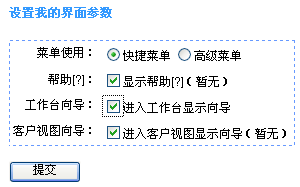 设置我的界面参数
菜单使用： 快捷菜单 高级菜单
帮助[?]： 显示帮助[?]（暂无）
工作台向导： 进入工作台显示向导
客户视图向导： 进入客户视图显示向导（暂无）
提交